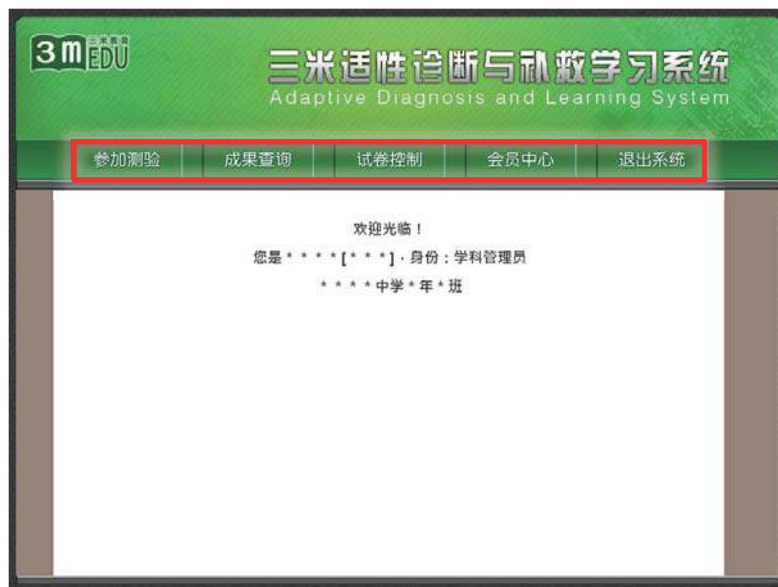 3m EDU 三米教育
三米适性诊断与补救学习系统
Adaptive Diagnosis and Learning System
参加测验 成果查询 试卷控制 会员中心 退出系统
欢迎光临！
您是****[***]，身份：学科管理员
****中学*年*班